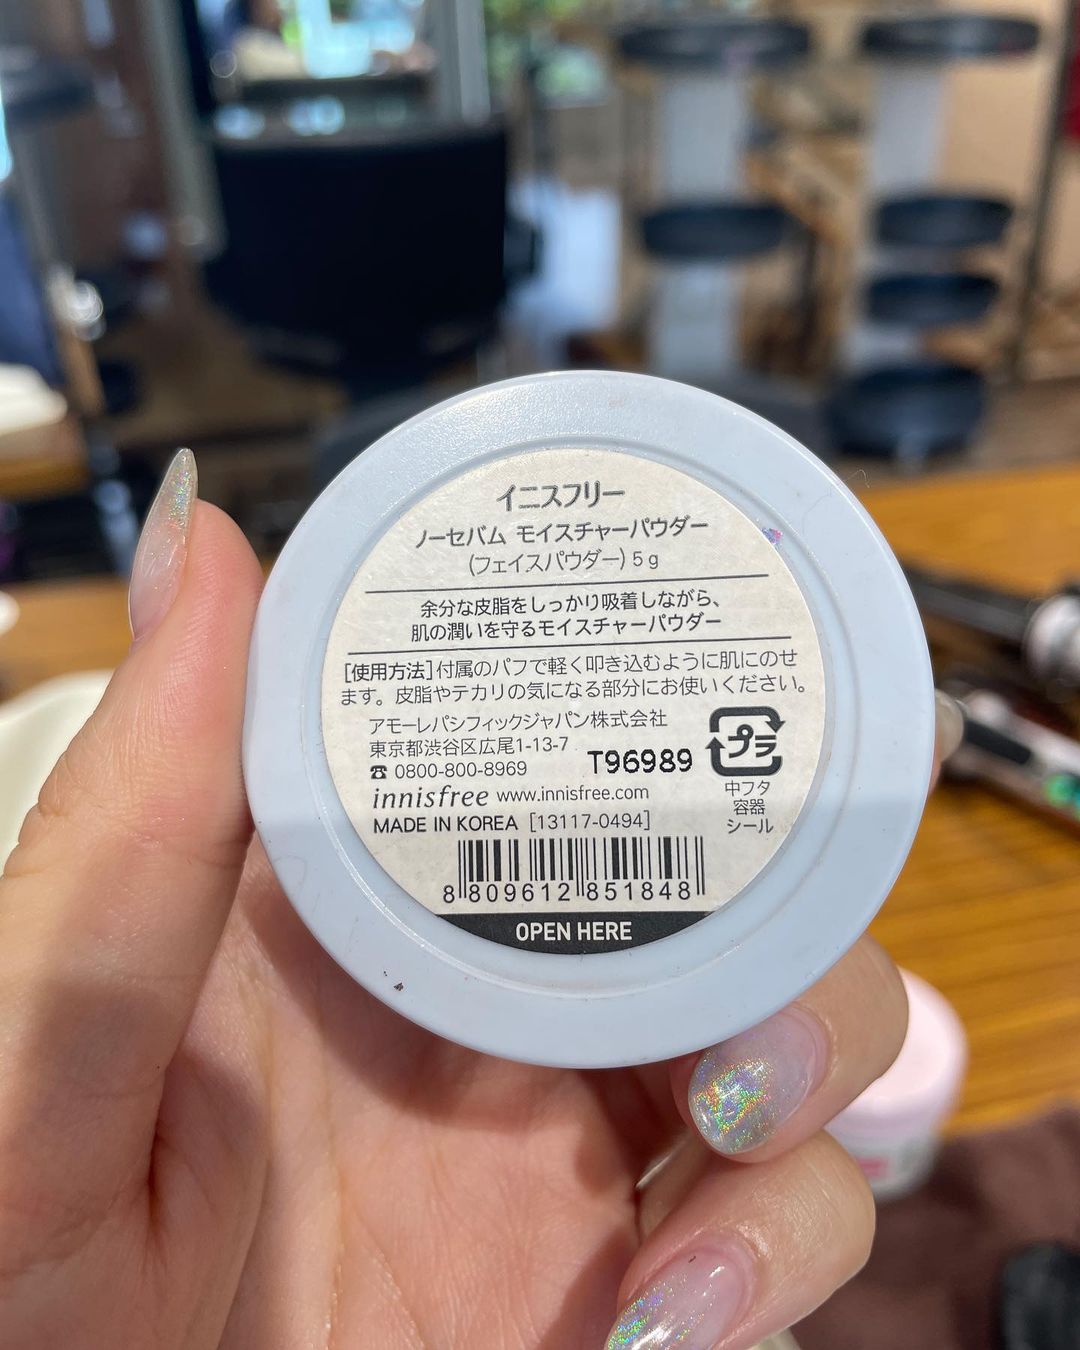 イニスフリー
ノーセバム モイスチャーパウダー
(フェイスパウダー) 5g
余分な皮脂をしっかり吸着しながら、
肌の潤いを守るモイスチャーパウダー
[使用方法]付属のパフで軽く叩き込むように肌にのせ
ます。皮脂やテカリの気になる部分にお使いください。
アモーレパシフィックジャパン株式会社
東京都渋谷区広尾1-13-7
☎ 0800-800-8969
T96989
プラ
中フタ
容器
シール
innisfree www.innisfree.com
MADE IN KOREA [13117-0494]
8 809612 851848
OPEN HERE